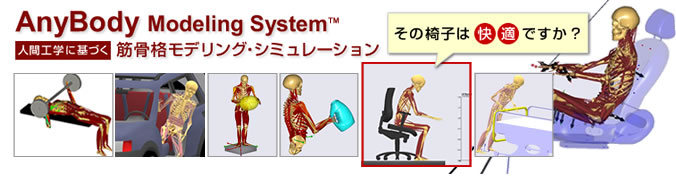 AnyBody Modeling System™
人間工学に基づく 筋骨格モデリング・シミュレーション
その椅子は快適ですか？